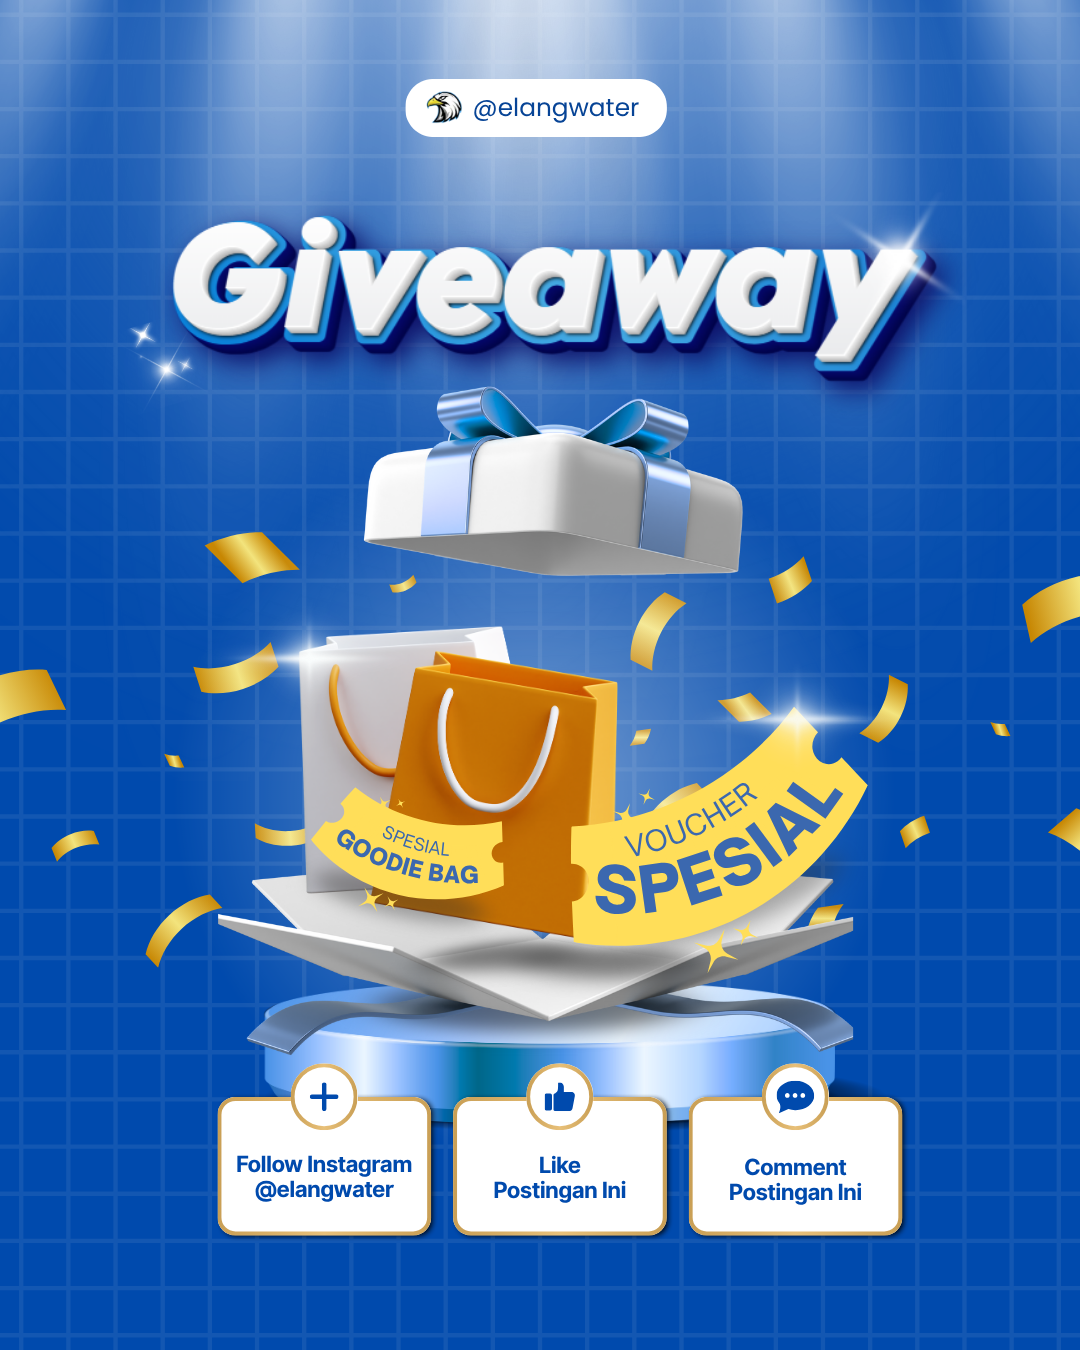 @elangwater
Giveaway
SPESIAL
GOODIE BAG
VOUCHER
SPESIAL
Follow Instagram
@elangwater
Like
Postingan Ini
Comment
Postingan Ini